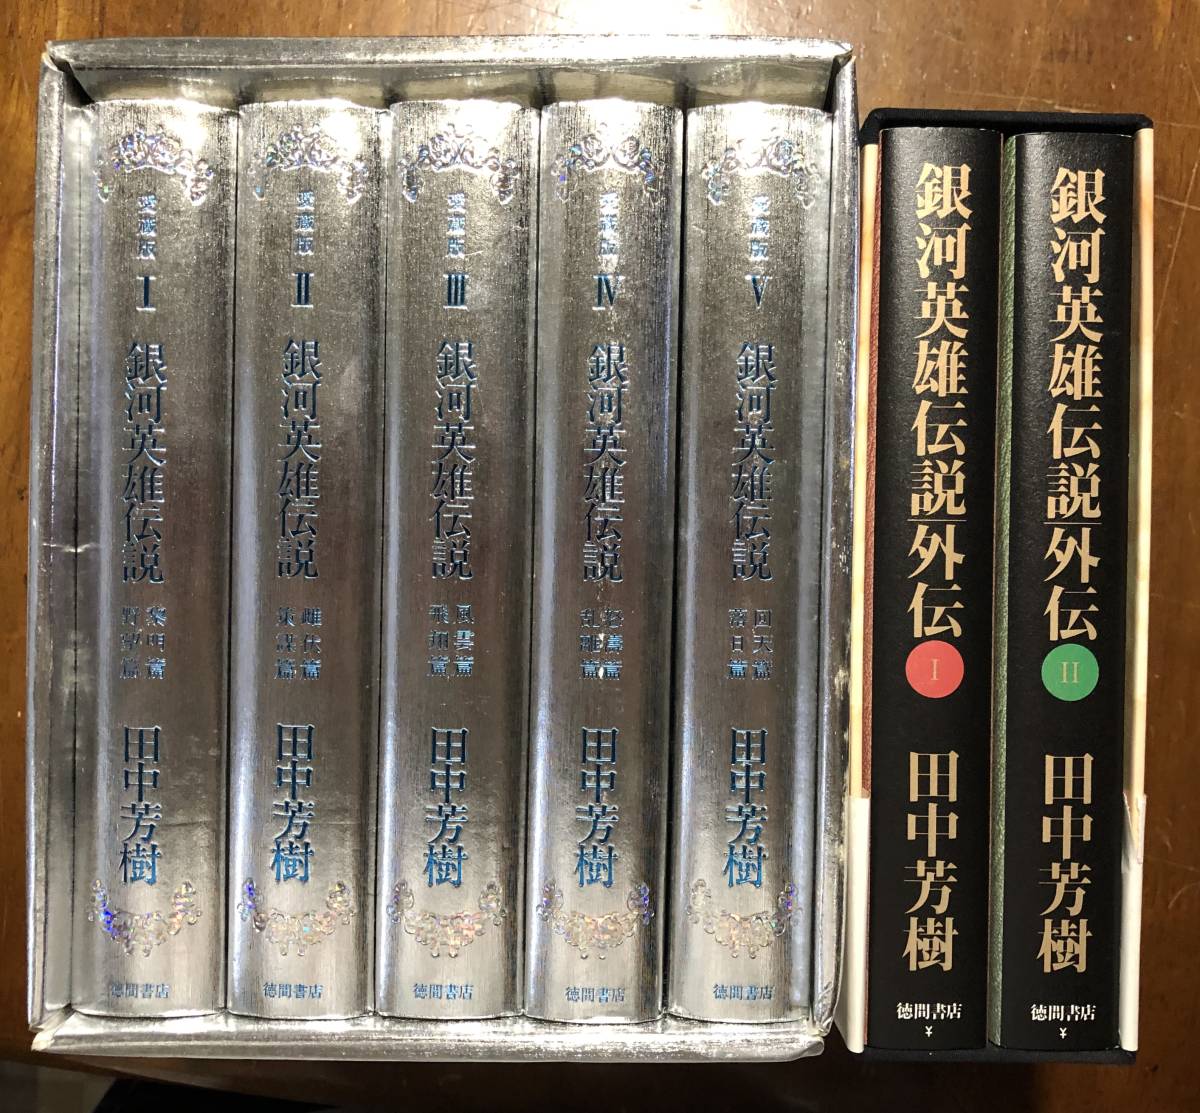 愛蔵版
I
銀河英雄伝説
黎明篇
野望篇
田中芳樹
徳間書店
愛蔵版
II
銀河英雄伝説
雌伏篇
策謀篇
田中芳樹
徳間書店
愛蔵版
III
銀河英雄伝説
風雲篇
飛翔篇
田中芳樹
徳間書店
愛蔵版
IV
銀河英雄伝説
怒濤篇
乱離篇
田中芳樹
徳間書店
愛蔵版
V
銀河英雄伝説
回天篇
落日篇
田中芳樹
徳間書店
銀河英雄伝説外伝
I
田中芳樹
徳間書店
¥
銀河英雄伝説外伝
II
田中芳樹
徳間書店
¥